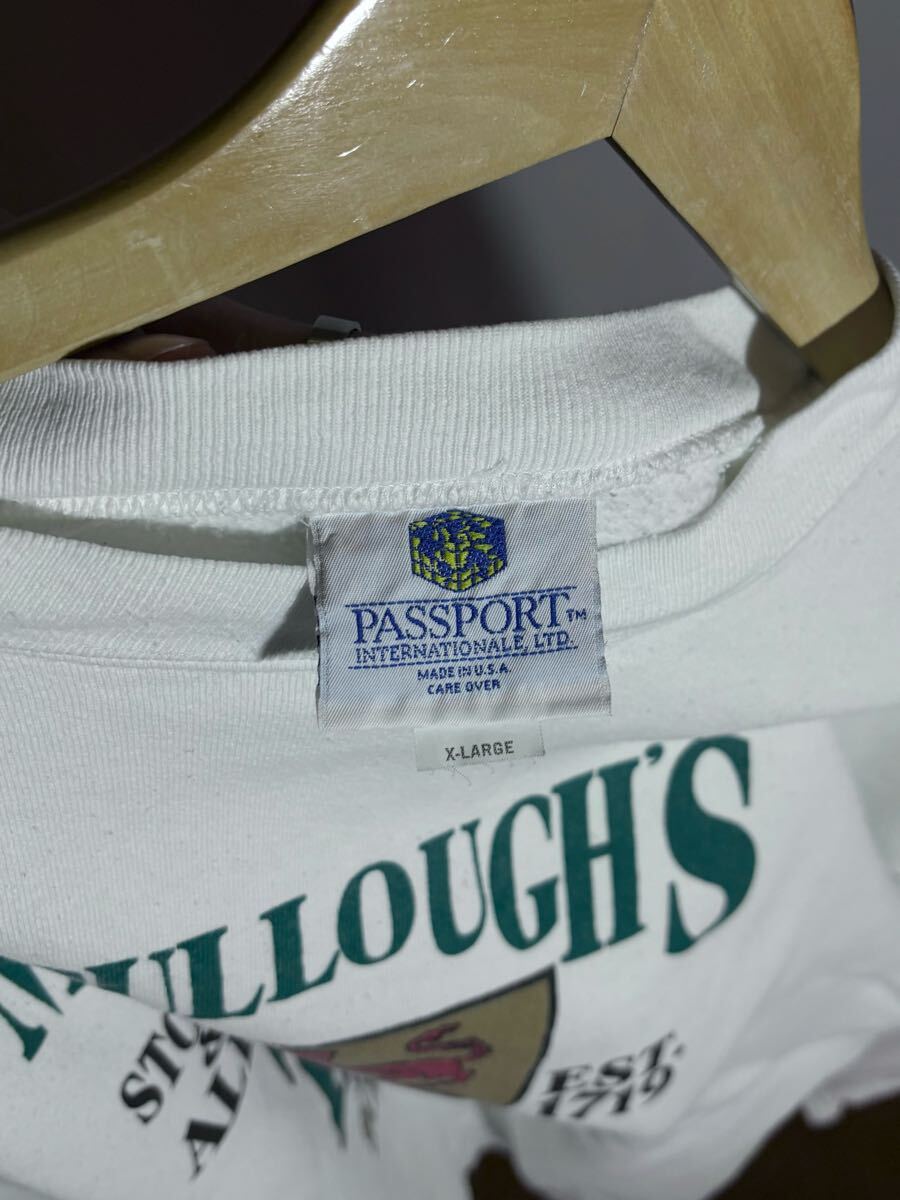 PASSPORT™
INTERNATIONALE, LTD.
MADE IN U.S.A.
CARE OVER
X-LARGE
ULLOUGH'S
EST.
1719